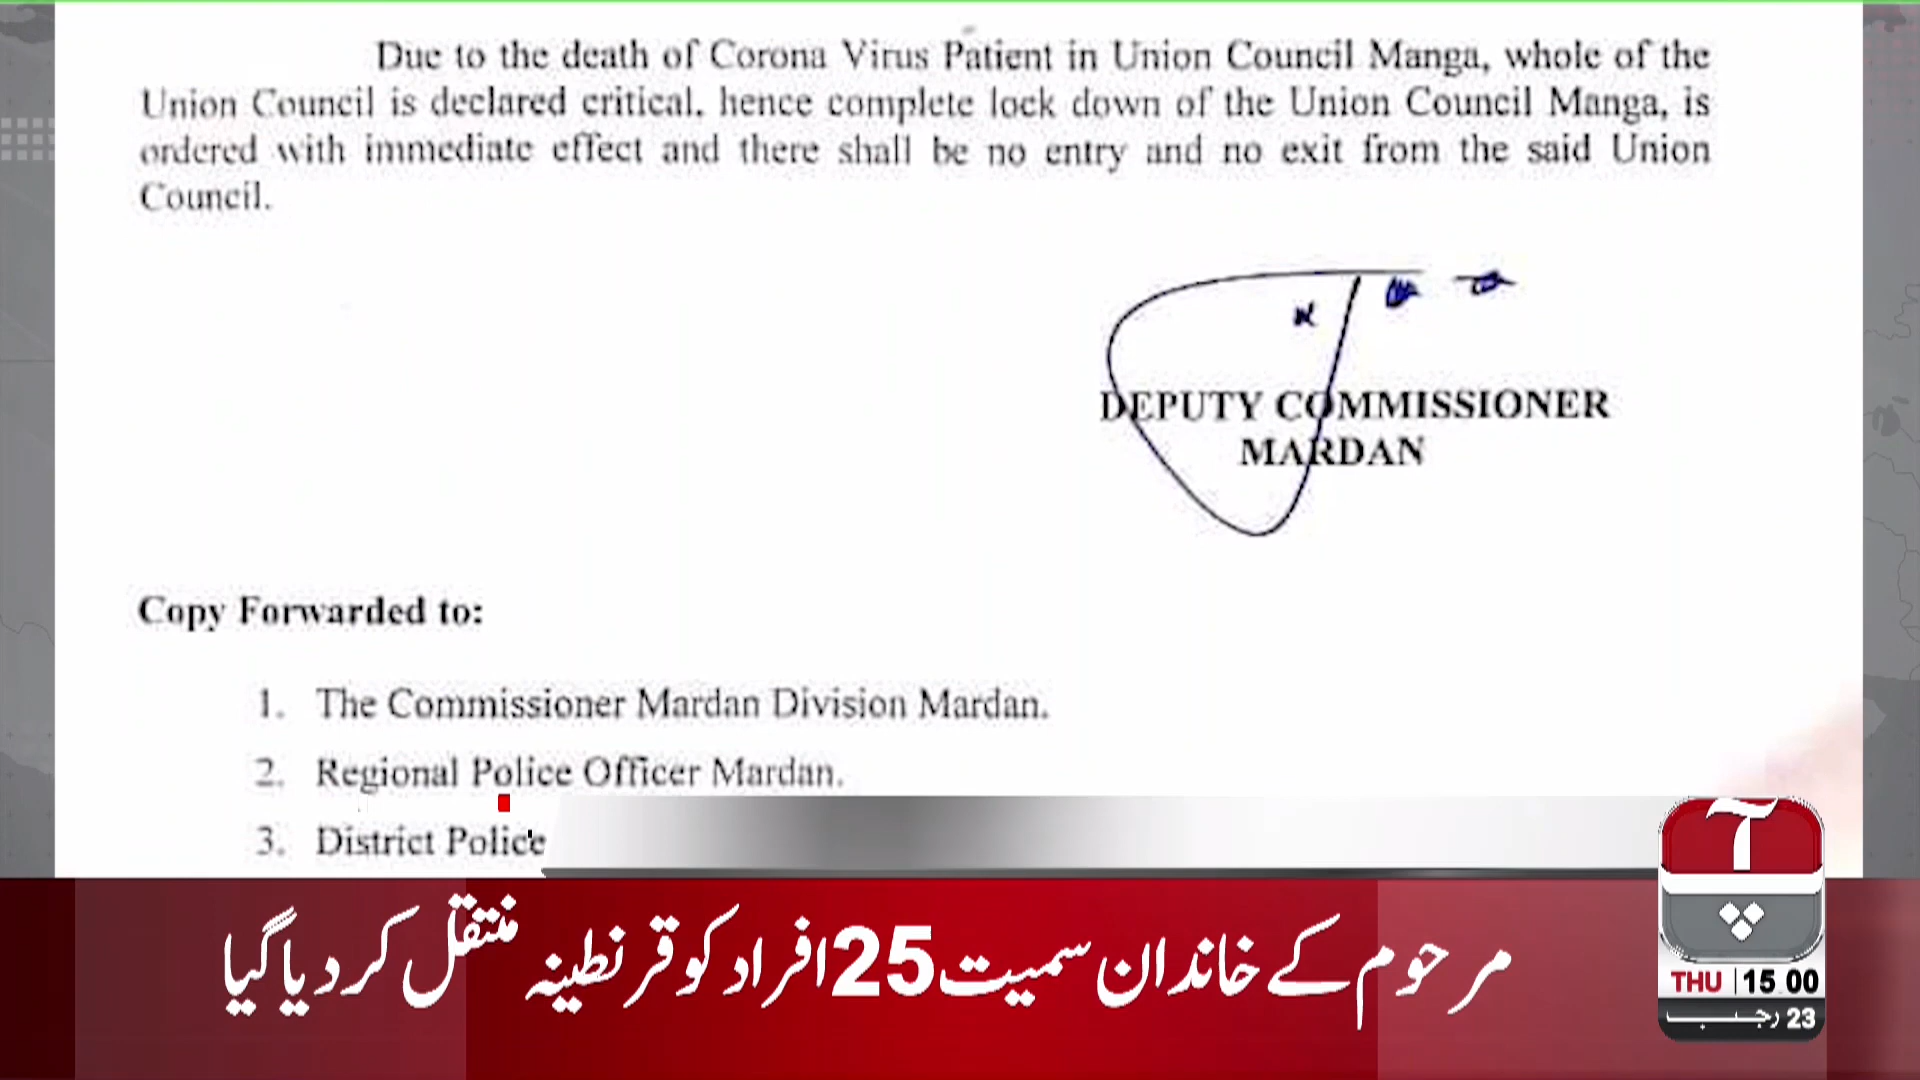 Due to the death of Corona Virus Patient in Union Council Manga, whole of the
Union Council is declared critical, hence complete lock down of the Union Council Manga, is
ordered with immediate effect and there shall be no entry and no exit from the said Union
Council.
DEPUTY COMMISSIONER
MARDAN
Copy Forwarded to:
1. The Commissioner Mardan Division Mardan.
2. Regional Police Officer Mardan.
3. District Police
مرحوم کے خاندان سمیت 25 افراد کو قرنطینہ منتقل کر دیا گیا
آپ
THU 15 00
23 رجب